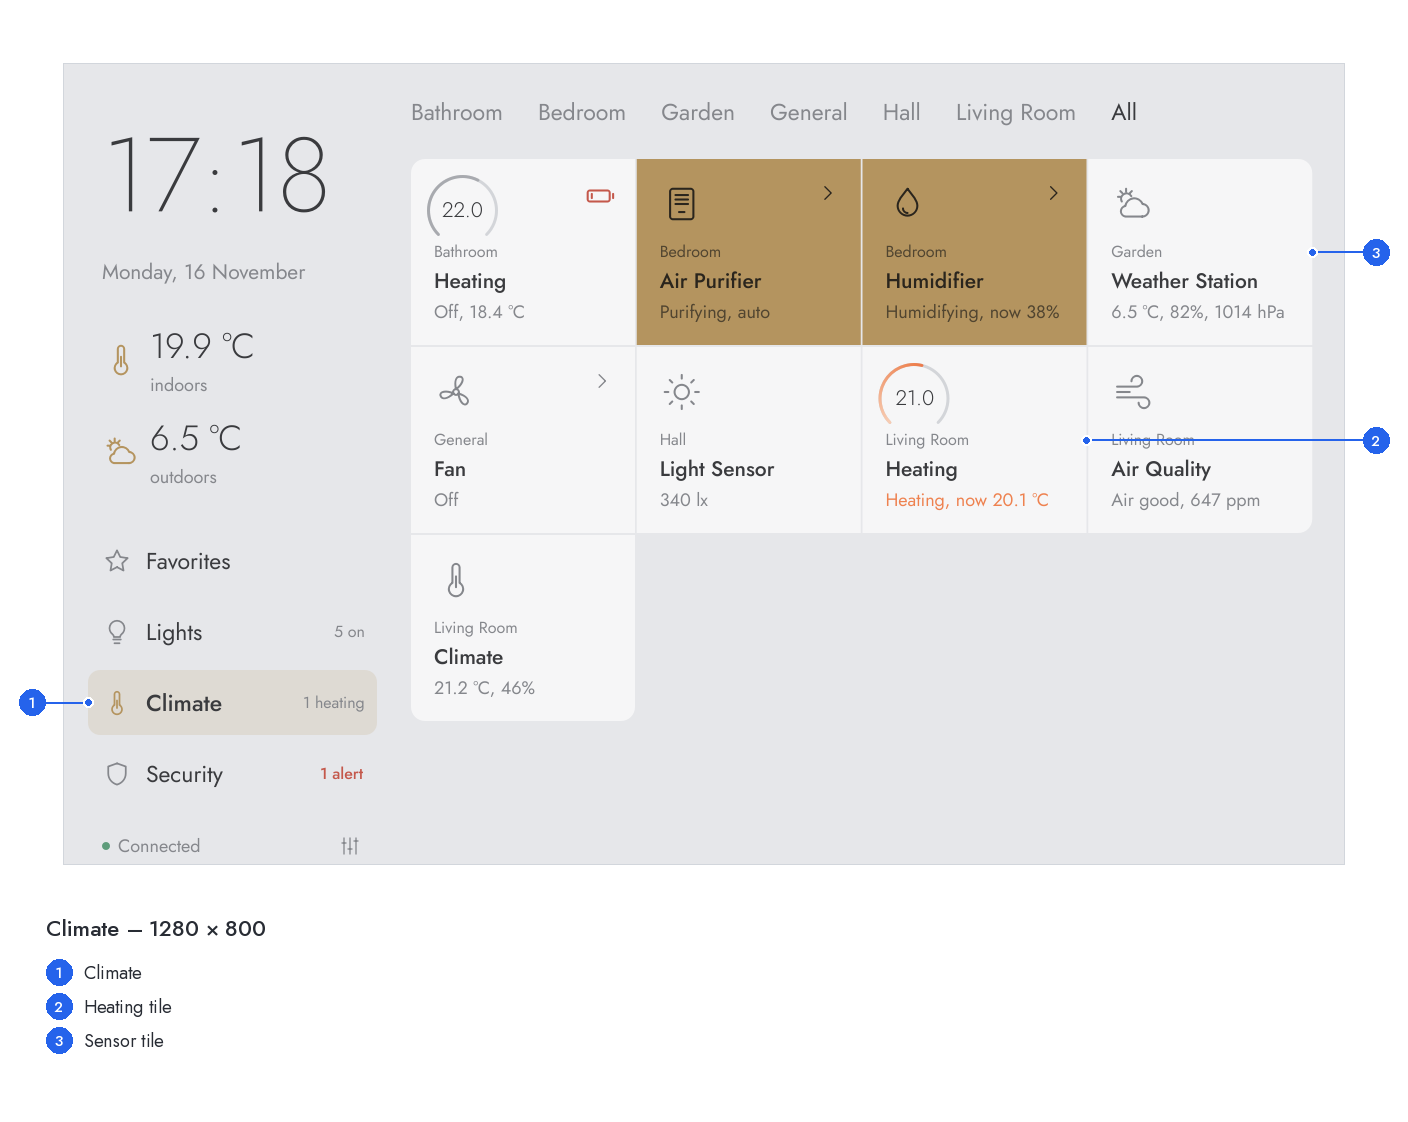 17:18
Monday, 16 November
19.9 °C
indoors
6.5 °C
outdoors
Favorites
Lights
5 on
1
Climate
1 heating
Security
1 alert
Connected
Bathroom Bedroom Garden General Hall Living Room All
22.0
Bathroom
Heating
Off, 18.4 °C
Bedroom
Air Purifier
Purifying, auto
Bedroom
Humidifier
Humidifying, now 38%
Garden
Weather Station
6.5 °C, 82%, 1014 hPa
3
General
Fan
Off
Hall
Light Sensor
340 lx
21.0
Living Room
Heating
Heating, now 20.1 °C
Living Room
Air Quality
Air good, 647 ppm
2
Living Room
Climate
21.2 °C, 46%
Climate – 1280 × 800
1 Climate
2 Heating tile
3 Sensor tile